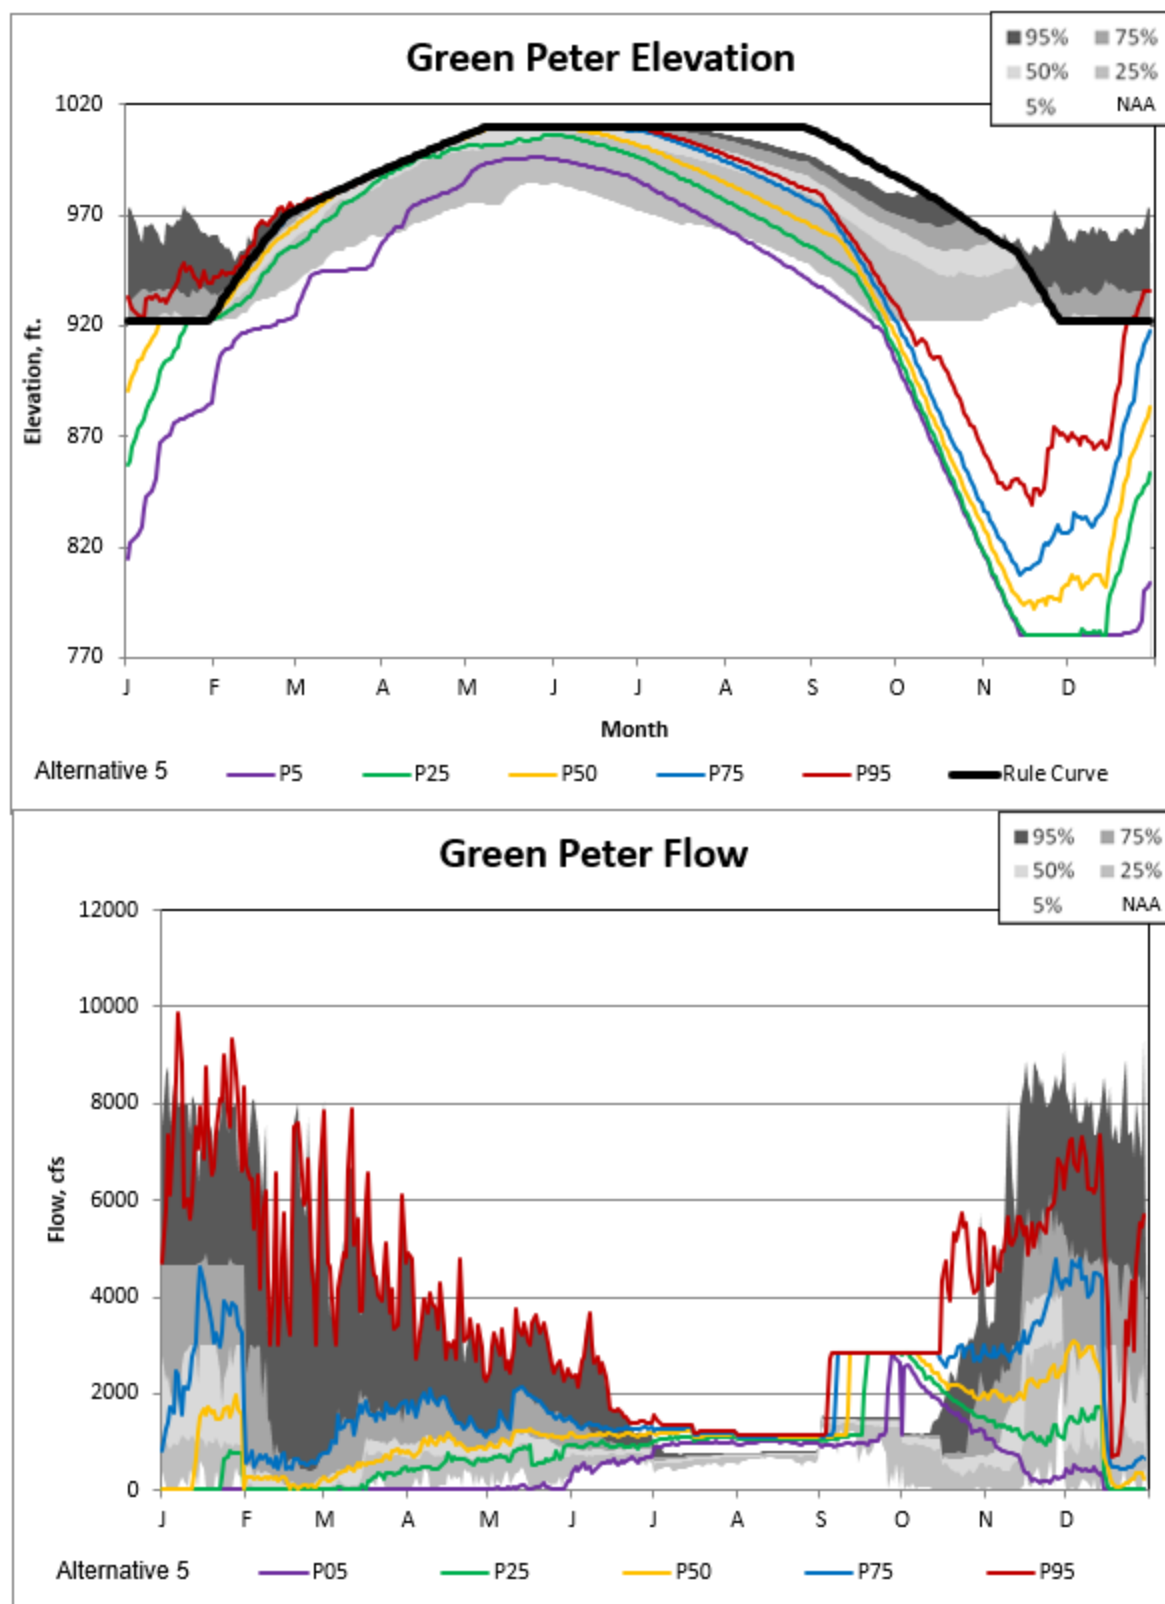 Green Peter Elevation
95% 75%
50% 25%
5% NAA
1020
970
920
870
820
770
Elevation, ft.
J F M A M J J A S O N D
Month
Alternative 5 P5 P25 P50 P75 P95 Rule Curve
Green Peter Flow
95% 75%
50% 25%
5% NAA
12000
10000
8000
6000
4000
2000
0
Flow, cfs
J F M A M J J A S O N D
Alternative 5 P05 P25 P50 P75 P95